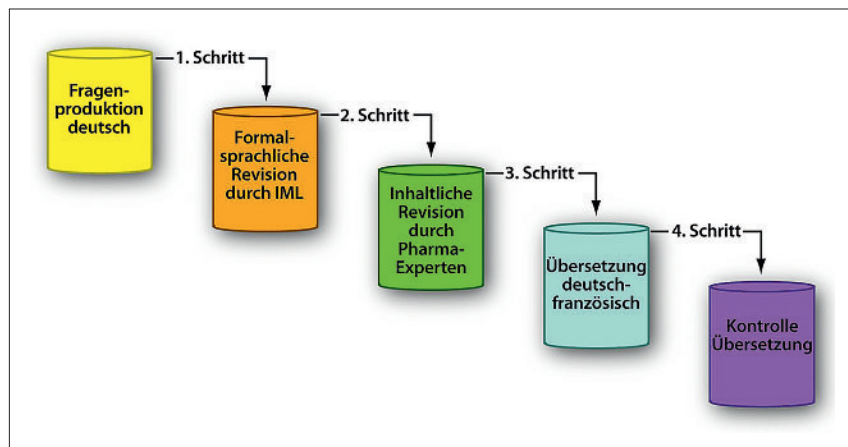 Fragen-
produktion
deutsch
1. Schritt
Formal-
sprachliche
Revision
durch IML
2. Schritt
Inhaltliche
Revision
durch
Pharma-
Experten
3. Schritt
Übersetzung
deutsch-
französisch
4. Schritt
Kontrolle
Übersetzung